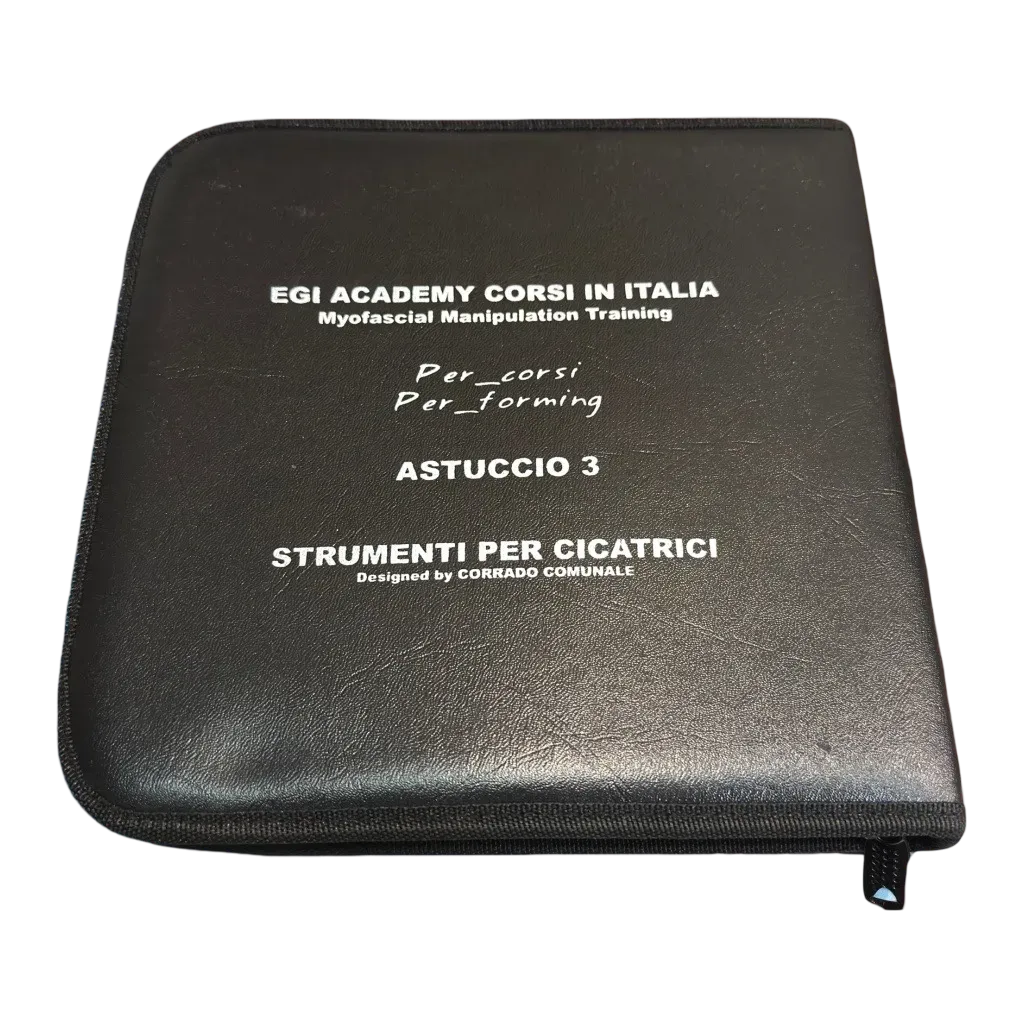 EGI ACADEMY CORSI IN ITALIA
Myofascial Manipulation Training
Per_corsi
Per_forming
ASTUCCIO 3
STRUMENTI PER CICATRICI
Designed by CORRADO COMUNALE